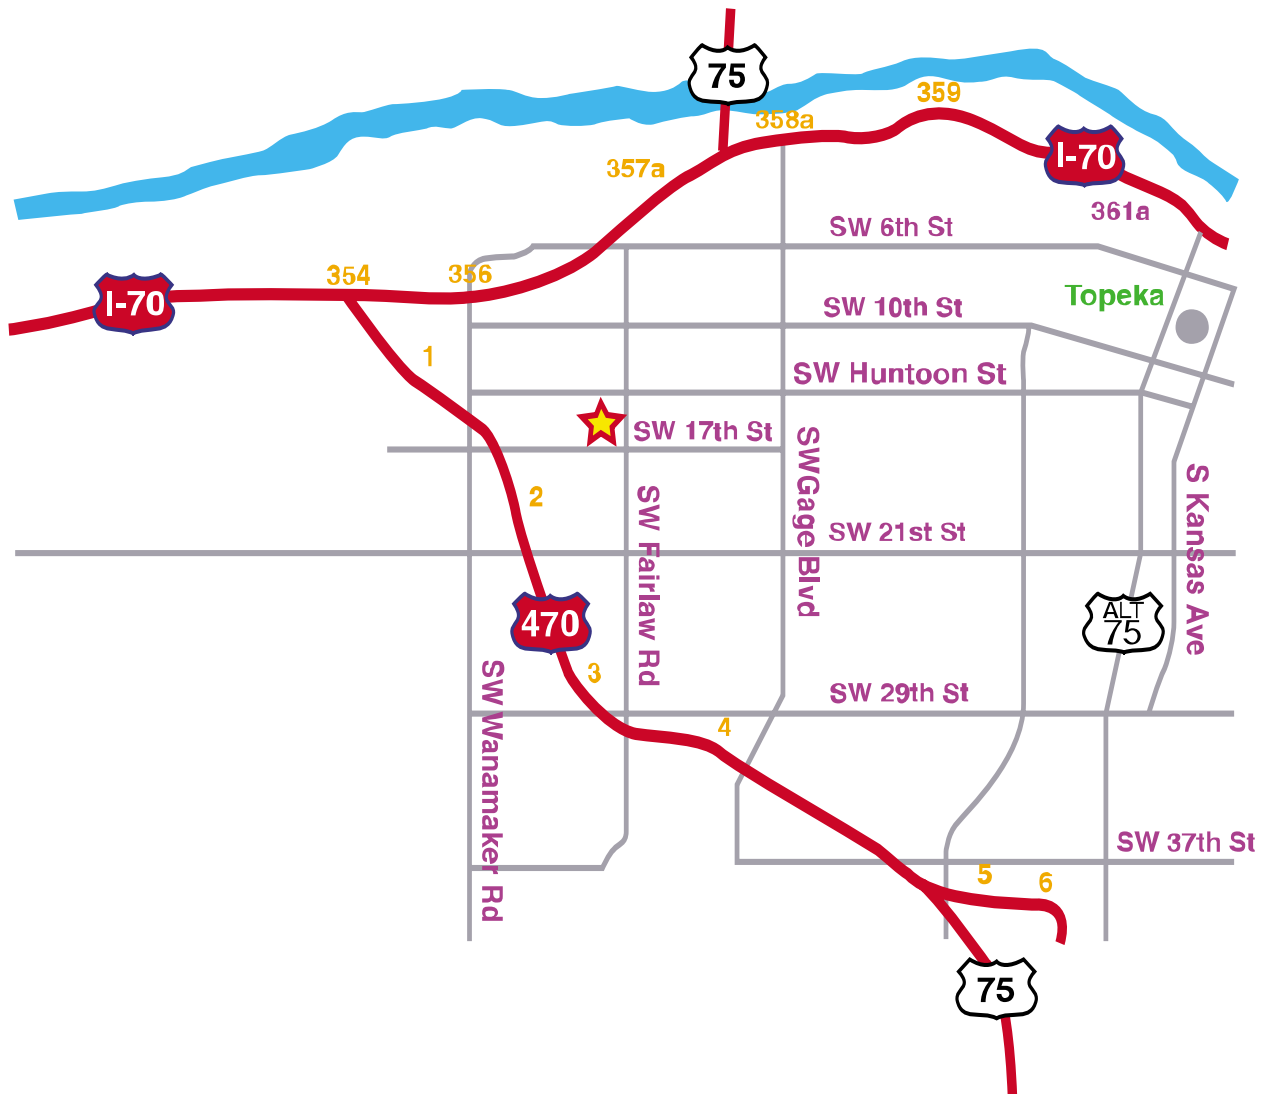 75
359
358a
I-70
357a
361a
SW 6th St
354
356
I-70
Topeka
SW 10th St
1
SW Huntoon St
SW 17th St
SWGage Blvd
S Kansas Ave
2
SW Fairlaw Rd
SW 21st St
ALT
75
470
3
SW 29th St
SW Wanamaker Rd
4
SW 37th St
5
6
75